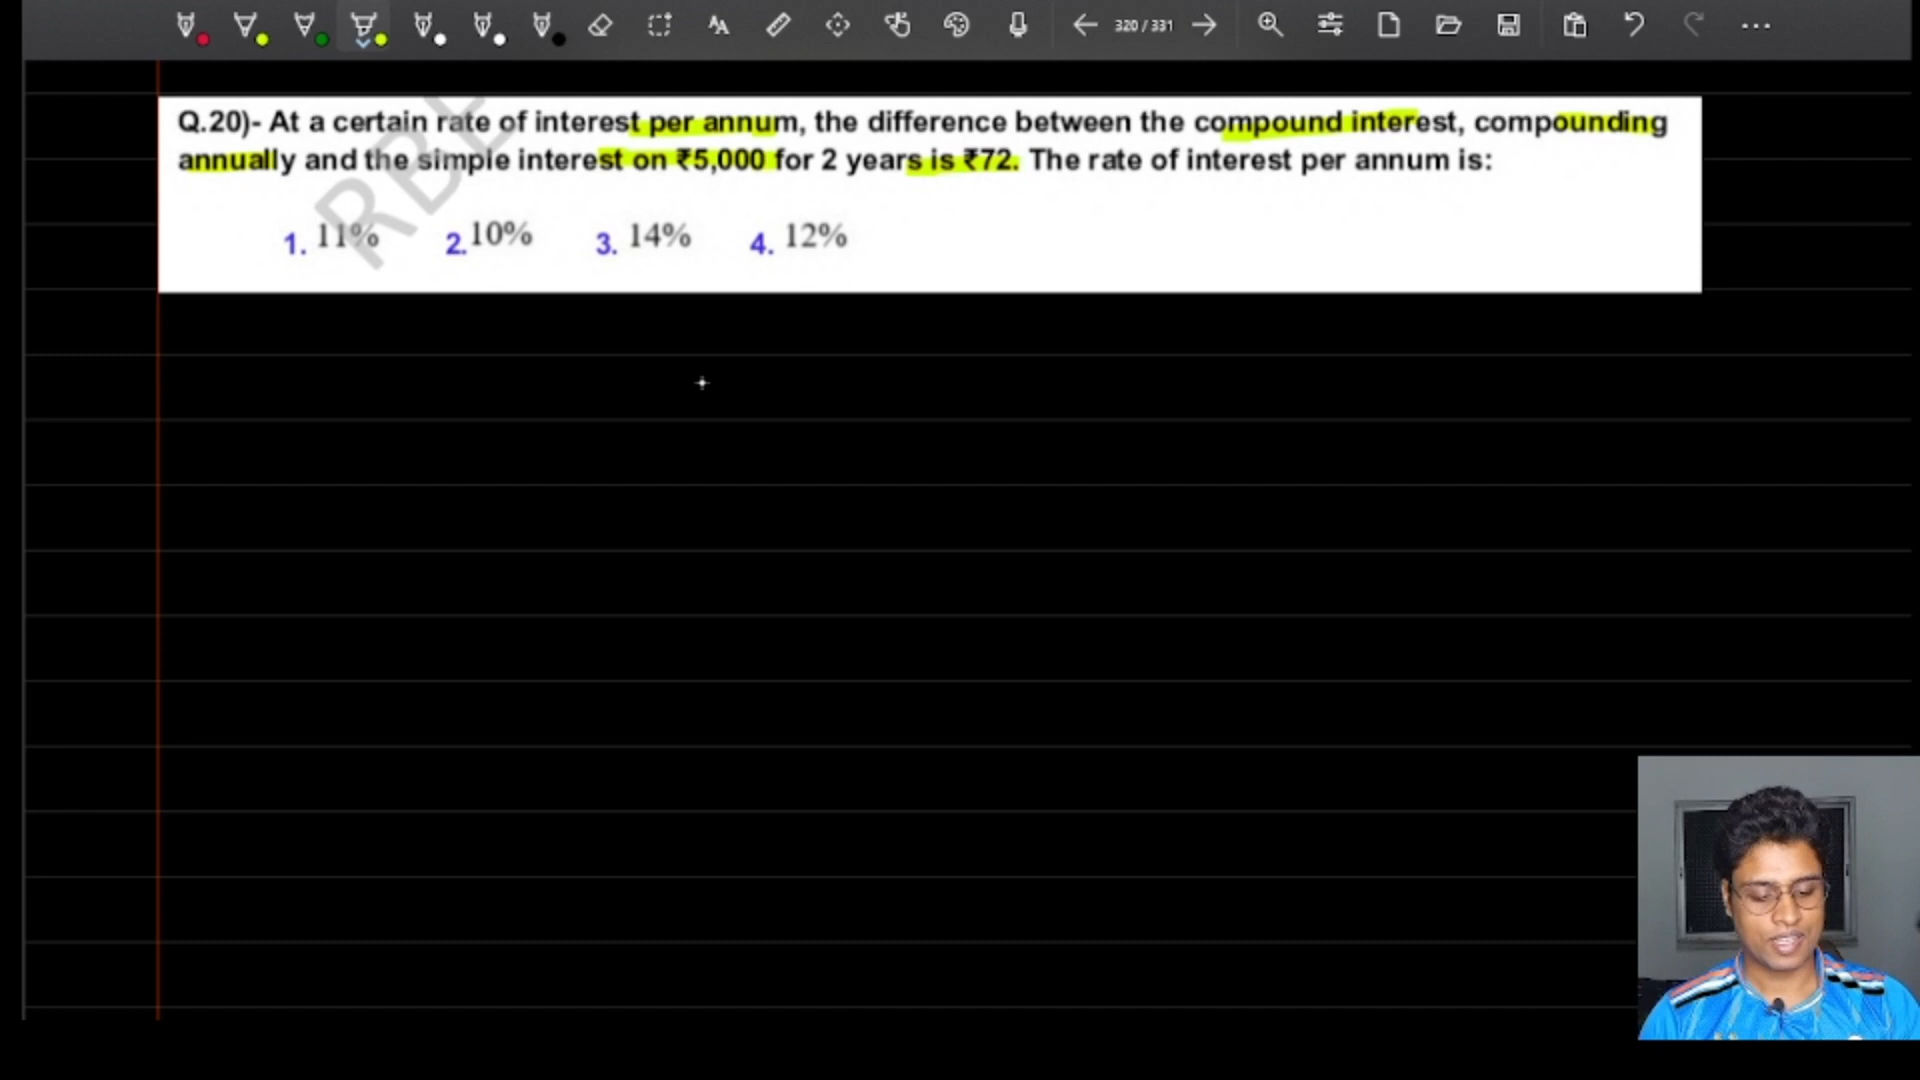 320 / 331
Q.20)- At a certain rate of interest per annum, the difference between the compound interest, compounding
annually and the simple interest on ₹5,000 for 2 years is ₹72. The rate of interest per annum is:
1. 11% 2. 10% 3. 14% 4. 12%
RBE